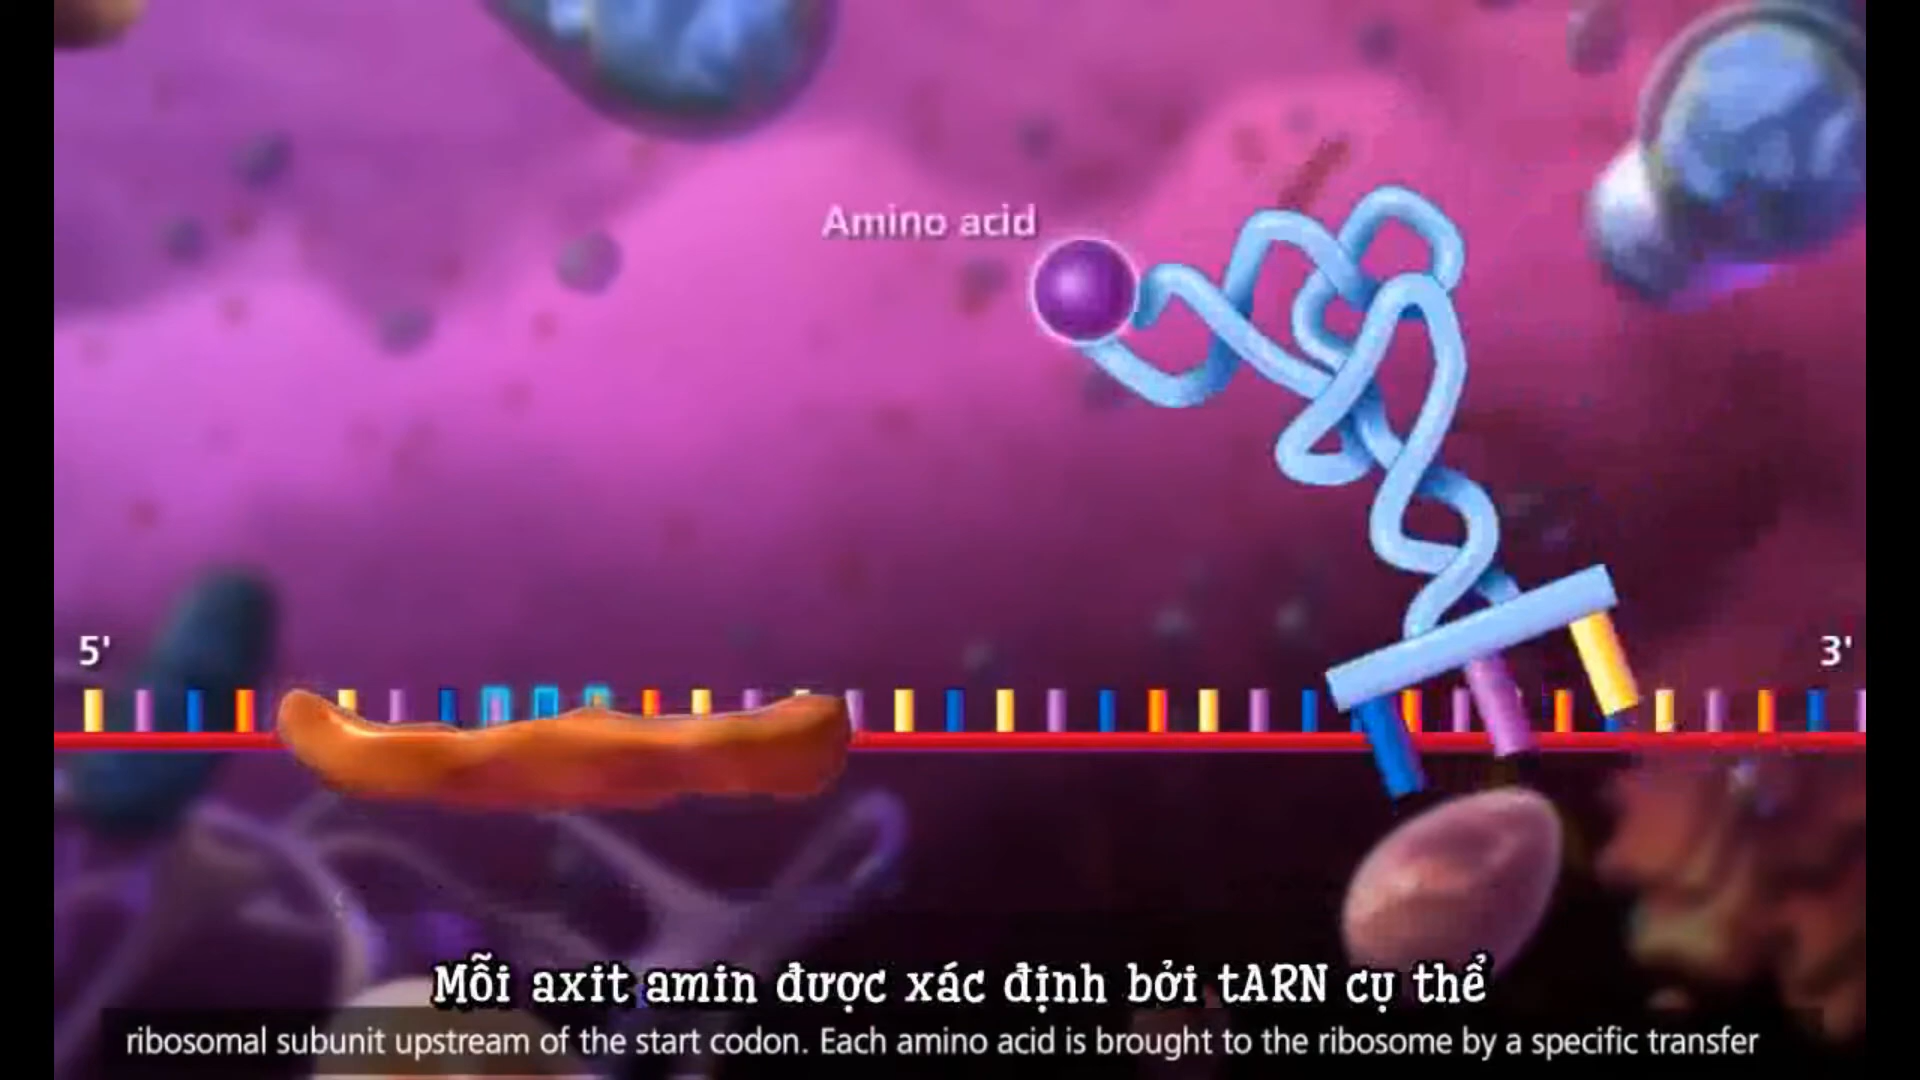 Amino acid
5'
3'
Mỗi axit amin được xác định bởi tARN cụ thể
ribosomal subunit upstream of the start codon. Each amino acid is brought to the ribosome by a specific transfer